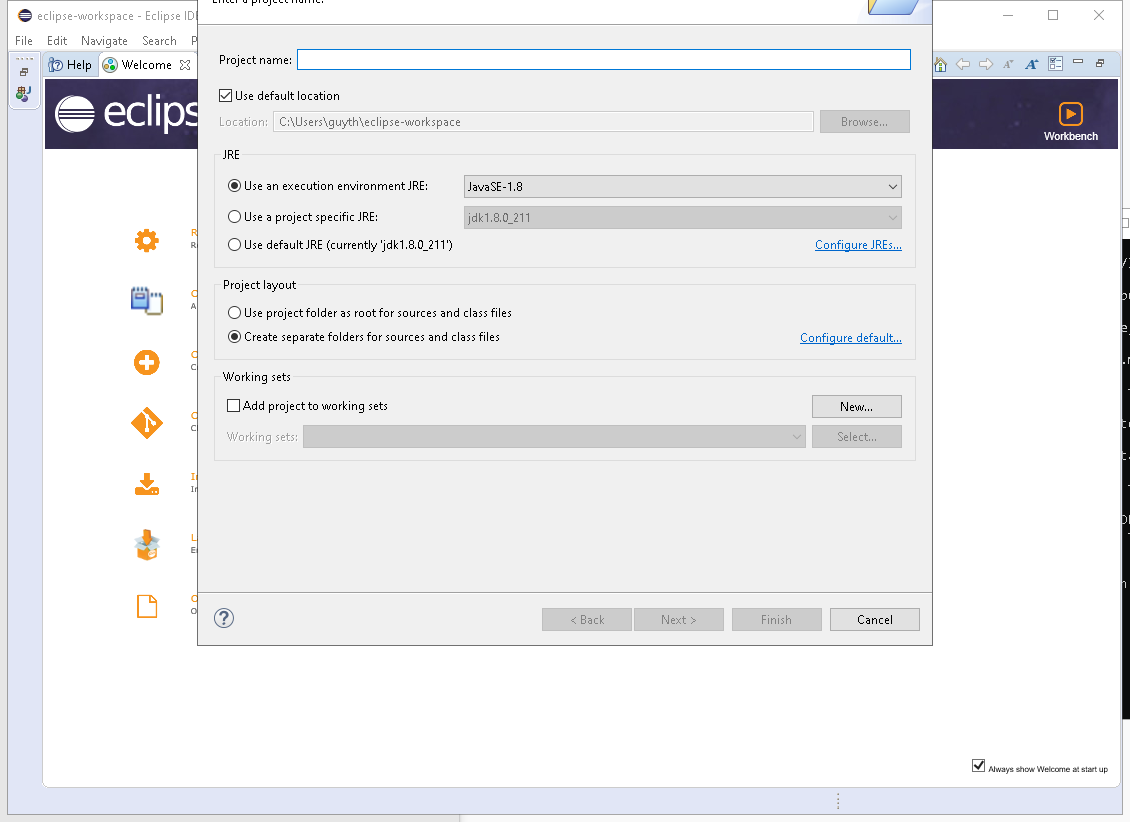 eclipse-workspace - Eclipse IDE
Enter a project name.
File Edit Navigate Search P
Help
Welcome
Project name:
Use default location
Location: C:\Users\guyth\eclipse-workspace Browse...
eclips
Workbench
JRE
Use an execution environment JRE: JavaSE-1.8
Use a project specific JRE: jdk1.8.0_211
Use default JRE (currently 'jdk1.8.0_211') Configure JREs...
Project layout
Use project folder as root for sources and class files
Create separate folders for sources and class files Configure default...
Working sets
Add project to working sets New...
Working sets: Select...
? < Back Next > Finish Cancel
Always show Welcome at start up